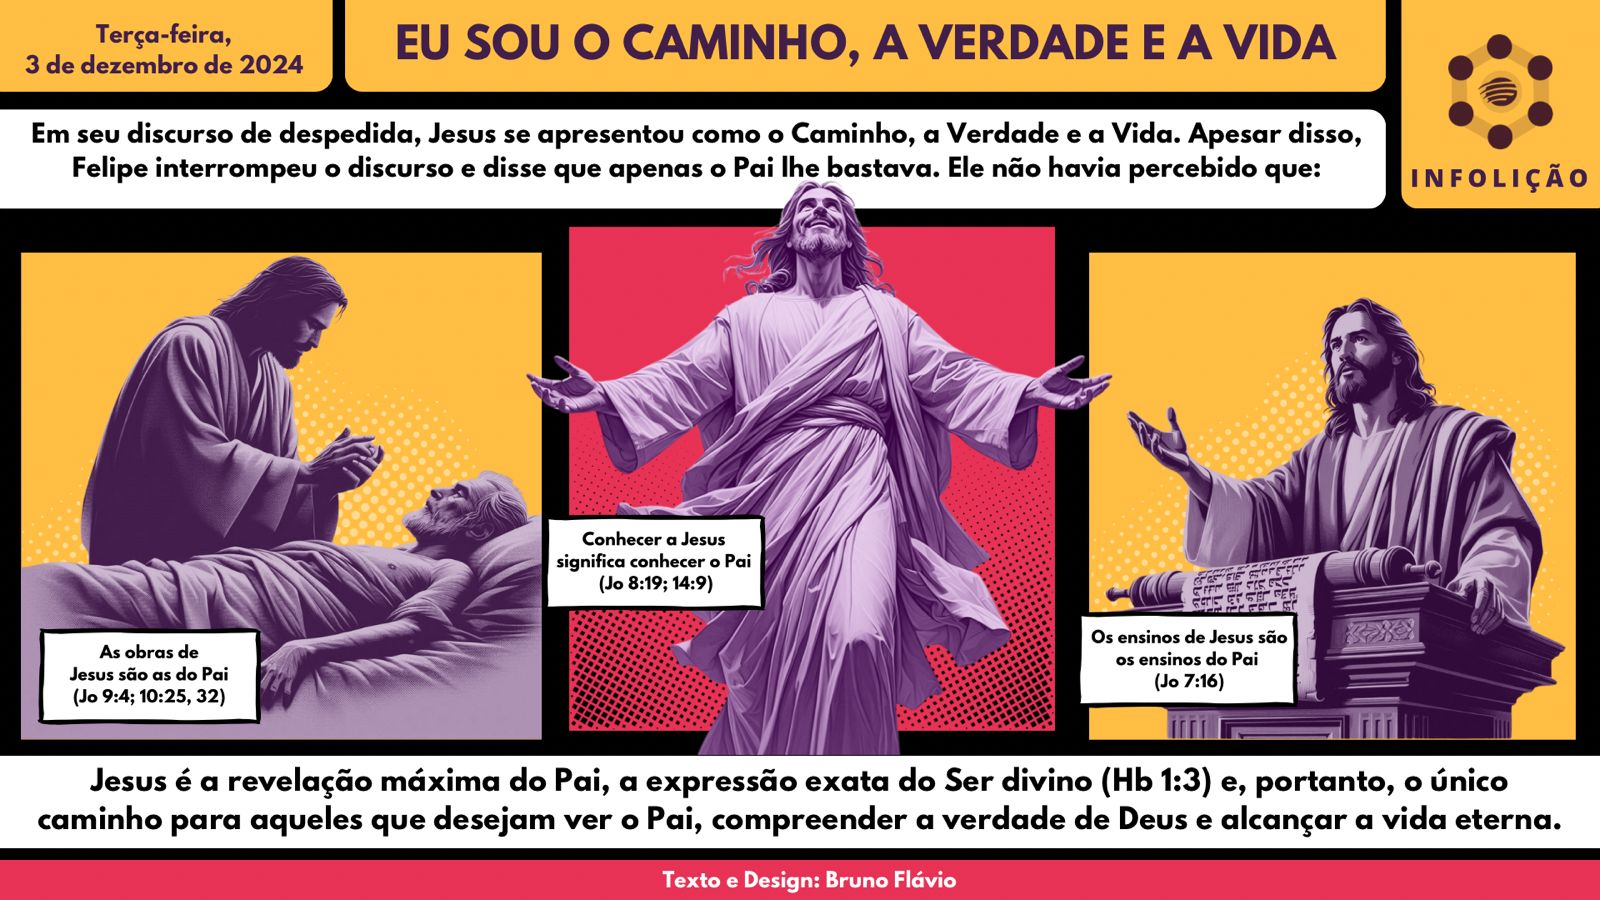 Terça-feira,
3 de dezembro de 2024
EU SOU O CAMINHO, A VERDADE E A VIDA
INFOLIÇÃO
Em seu discurso de despedida, Jesus se apresentou como o Caminho, a Verdade e a Vida. Apesar disso,
Felipe interrompeu o discurso e disse que apenas o Pai lhe bastava. Ele não havia percebido que:
As obras de
Jesus são as do Pai
(Jo 9:4; 10:25, 32)
Conhecer a Jesus
significa conhecer o Pai
(Jo 8:19; 14:9)
Os ensinos de Jesus são
os ensinos do Pai
(Jo 7:16)
Jesus é a revelação máxima do Pai, a expressão exata do Ser divino (Hb 1:3) e, portanto, o único
caminho para aqueles que desejam ver o Pai, compreender a verdade de Deus e alcançar a vida eterna.
Texto e Design: Bruno Flávio